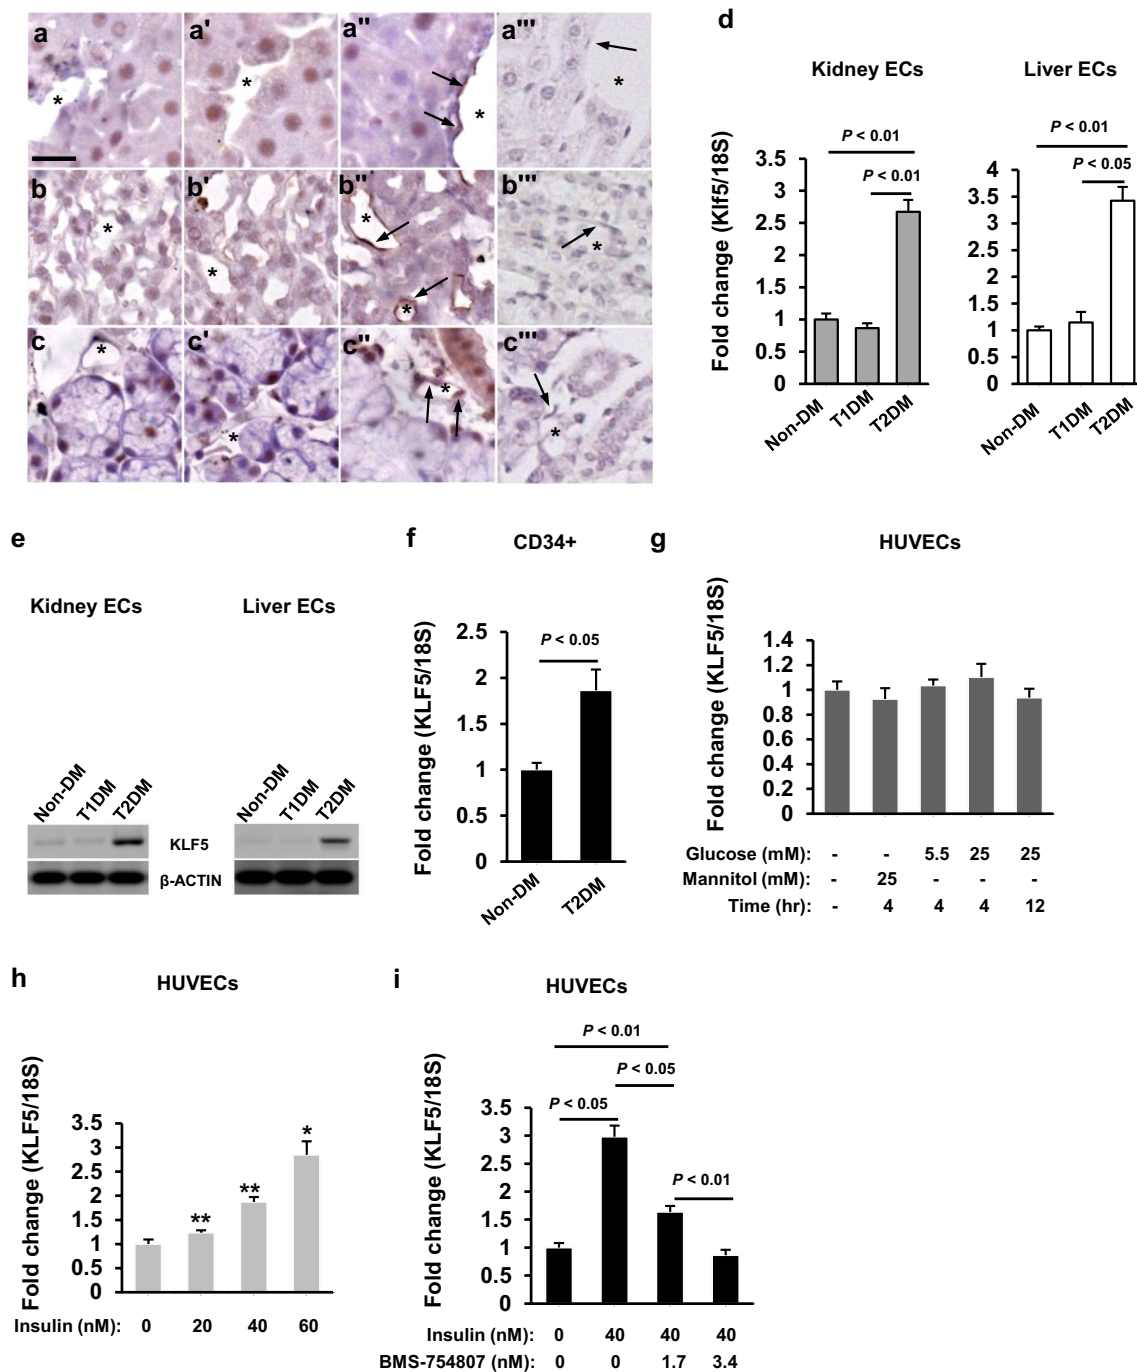 a a' a'' a'''
* * * *
b b' b'' b'''
* * * * *
c c' c'' c'''
* * * *
d
Kidney ECs Liver ECs
Fold change (Klf5/18S)
P < 0.01
P < 0.01
3.5
3
2.5
2
1.5
1
0.5
0
Non-DM T1DM T2DM
P < 0.01
P < 0.05
4
3.5
3
2.5
2
1.5
1
0.5
0
Non-DM T1DM T2DM
e
Kidney ECs Liver ECs
Non-DM T1DM T2DM Non-DM T1DM T2DM
KLF5
β-ACTIN
f
CD34+
Fold change (KLF5/18S)
P < 0.05
2.5
2
1.5
1
0.5
0
Non-DM T2DM
g
HUVECs
Fold change (KLF5/18S)
1.4
1.2
1
0.8
0.6
0.4
0.2
0
Glucose (mM): - - 5.5 25 25
Mannitol (mM): - 25 - - -
Time (hr): - 4 4 4 12
h
HUVECs
Fold change (KLF5/18S)
3.5
3
2.5
2
1.5
1
0.5
0
** ** *
Insulin (nM): 0 20 40 60
i
HUVECs
Fold change (KLF5/18S)
P < 0.01
P < 0.05
P < 0.05
P < 0.01
3.5
3
2.5
2
1.5
1
0.5
0
Insulin (nM): 0 40 40 40
BMS-754807 (nM): 0 0 1.7 3.4